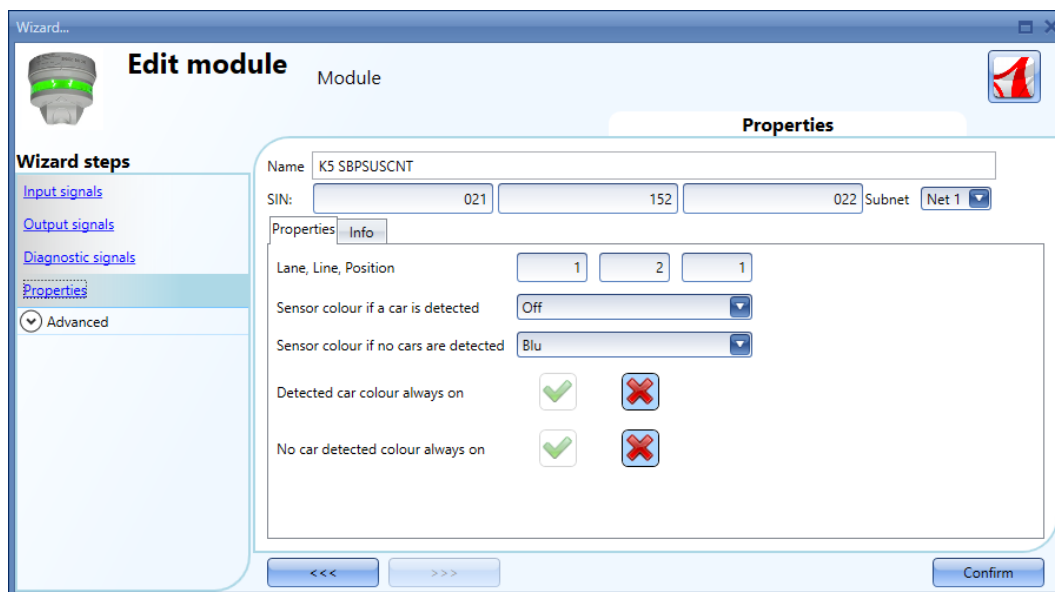 Wizard...
Edit module
Module
Properties
Wizard steps
Input signals
Output signals
Diagnostic signals
Properties
Advanced
Name K5 SBPSUSCNT
SIN: 021 152 022 Subnet Net 1
Properties Info
Lane, Line, Position 1 2 1
Sensor colour if a car is detected Off
Sensor colour if no cars are detected Blu
Detected car colour always on
No car detected colour always on
<<< >>> Confirm